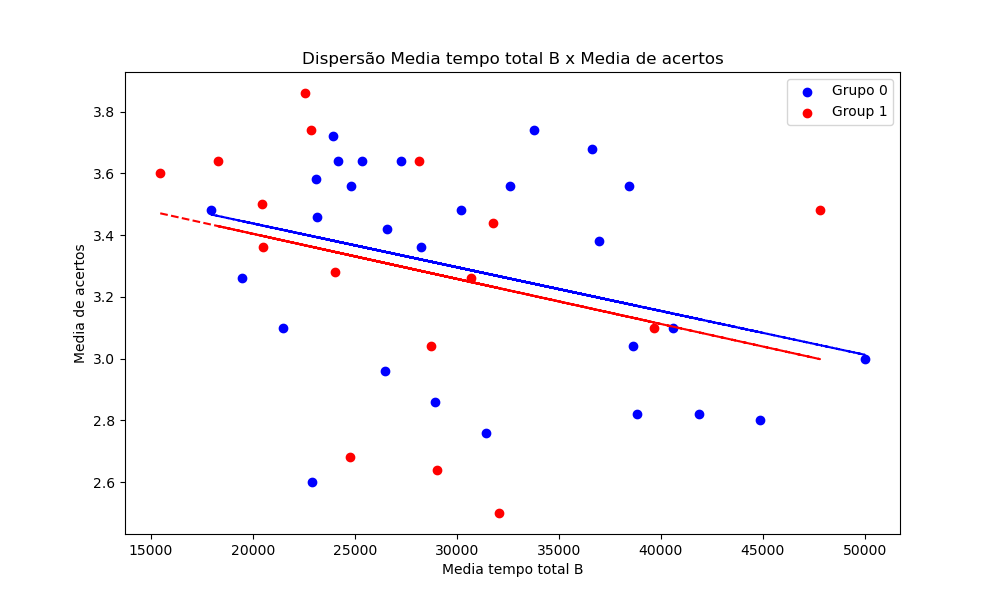 Dispersão Media tempo total B x Media de acertos
Grupo 0
Group 1
Media de acertos
3.8
3.6
3.4
3.2
3.0
2.8
2.6
15000 20000 25000 30000 35000 40000 45000 50000
Media tempo total B